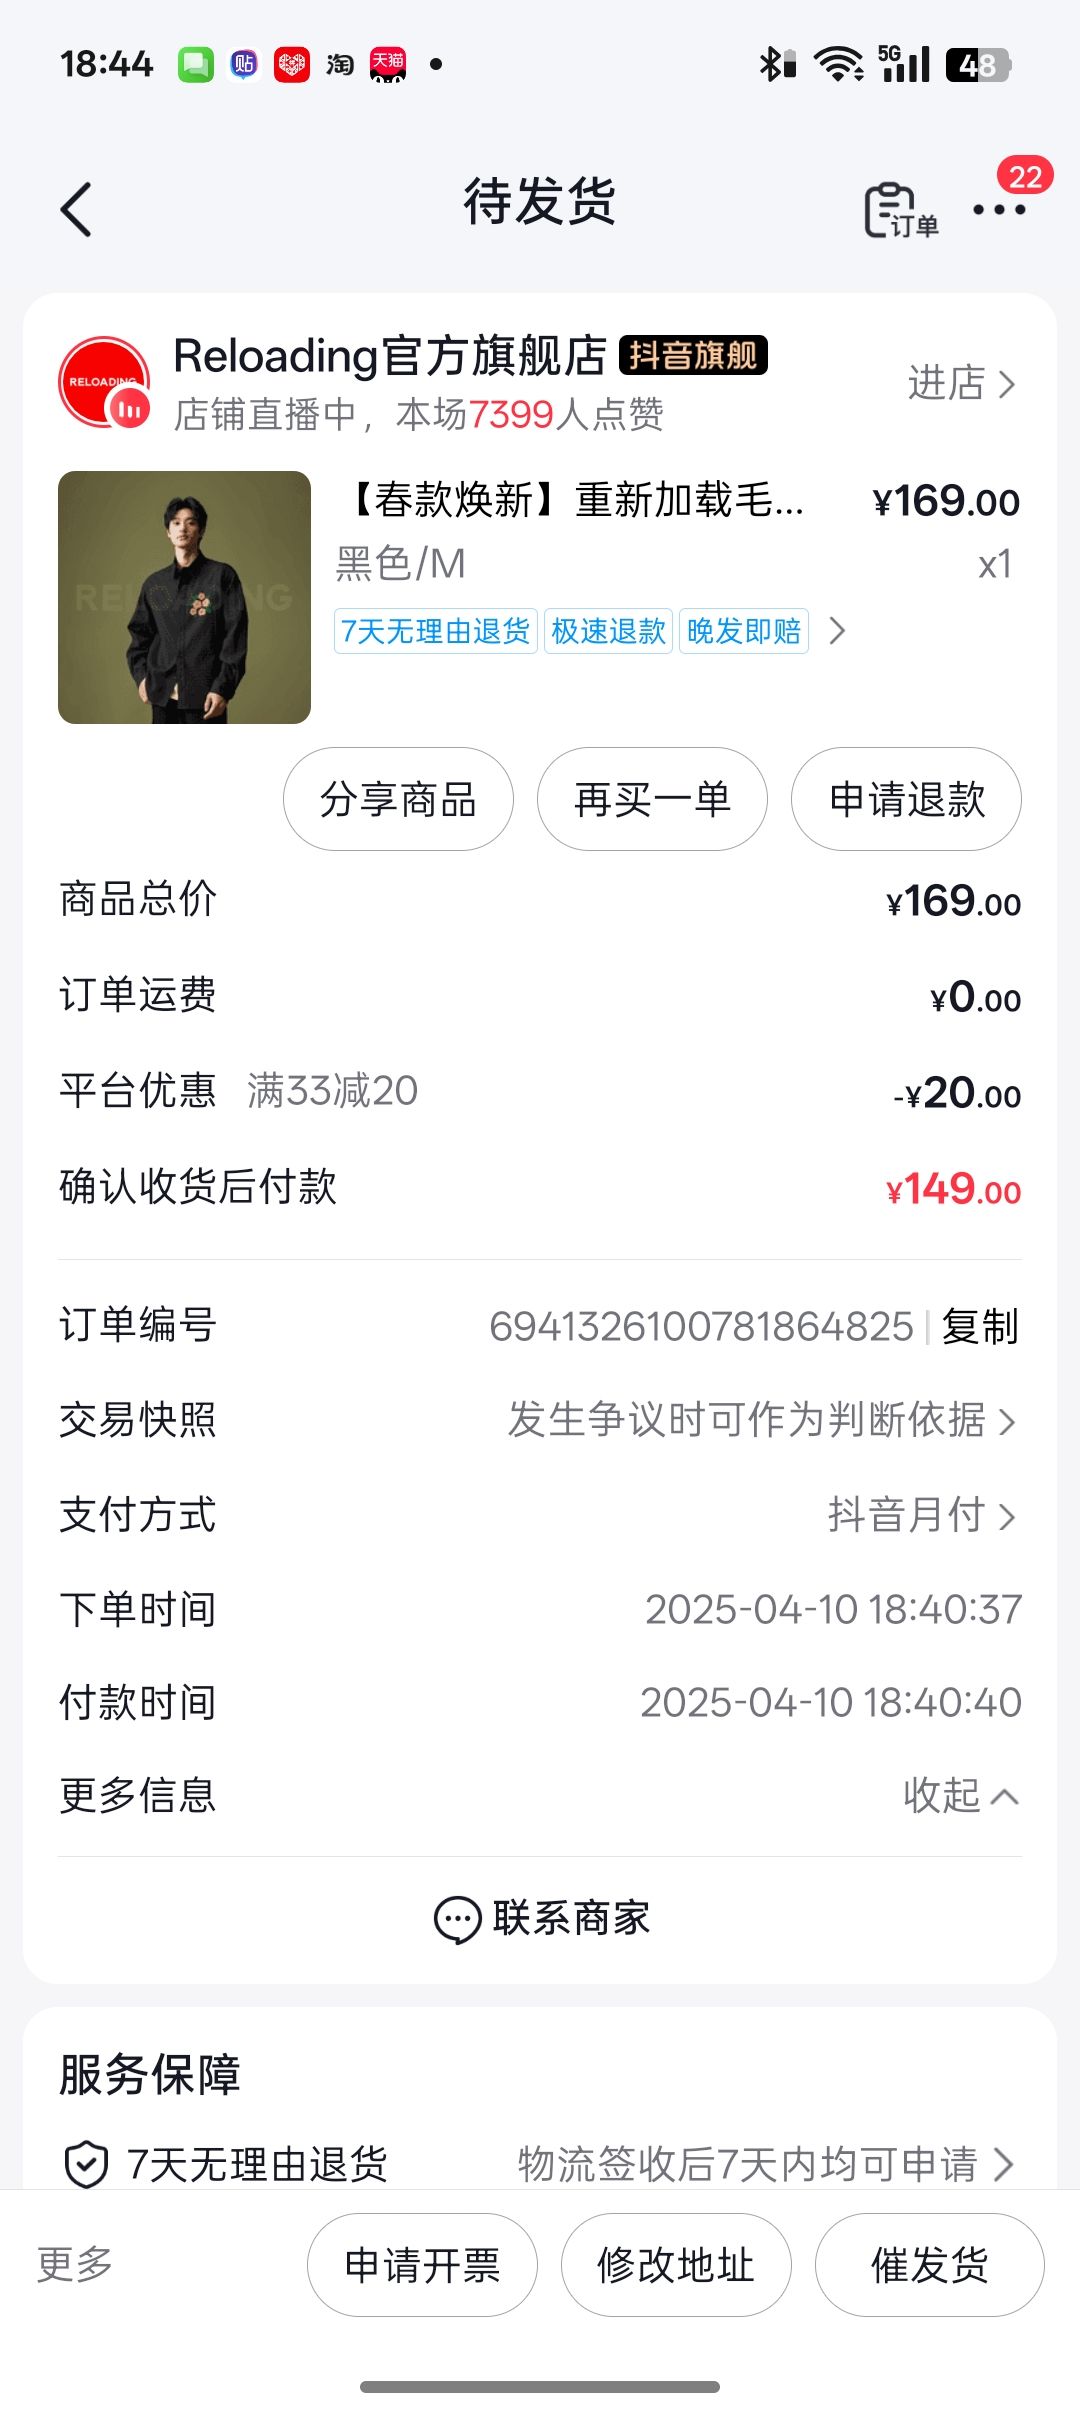 18:44
贴
淘
天猫
5G
48
待发货
订单
22
RELOADING
Reloading官方旗舰店 抖音旗舰
进店
店铺直播中，本场7399人点赞
RELOADING
【春款焕新】重新加载毛...
¥169.00
黑色/M
x1
7天无理由退货 极速退款 晚发即赔
分享商品 再买一单 申请退款
商品总价 ¥169.00
订单运费 ¥0.00
平台优惠 满33减20 -¥20.00
确认收货后付款 ¥149.00
订单编号 6941326100781864825 | 复制
交易快照 发生争议时可作为判断依据
支付方式 抖音月付
下单时间 2025-04-10 18:40:37
付款时间 2025-04-10 18:40:40
更多信息 收起
联系商家
服务保障
7天无理由退货 物流签收后7天内均可申请
更多 申请开票 修改地址 催发货